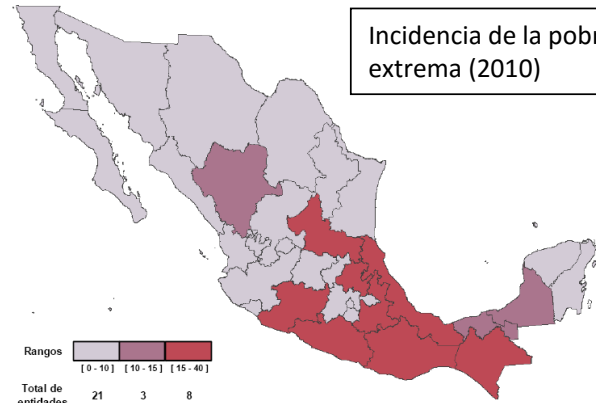 Incidencia de la pobr
extrema (2010)
Rangos
[ 0 - 10 ] [ 10 - 15 ] [ 15 - 40 ]
Total de
entidades 21 3 8